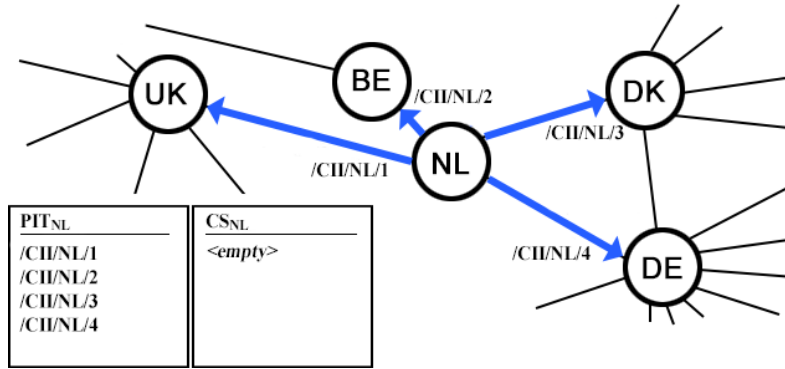 UK
BE
/CII/NL/2
DK
/CII/NL/3
NL
/CII/NL/1
/CII/NL/4
DE
PITNL
/CII/NL/1
/CII/NL/2
/CII/NL/3
/CII/NL/4
CSNL
<empty>